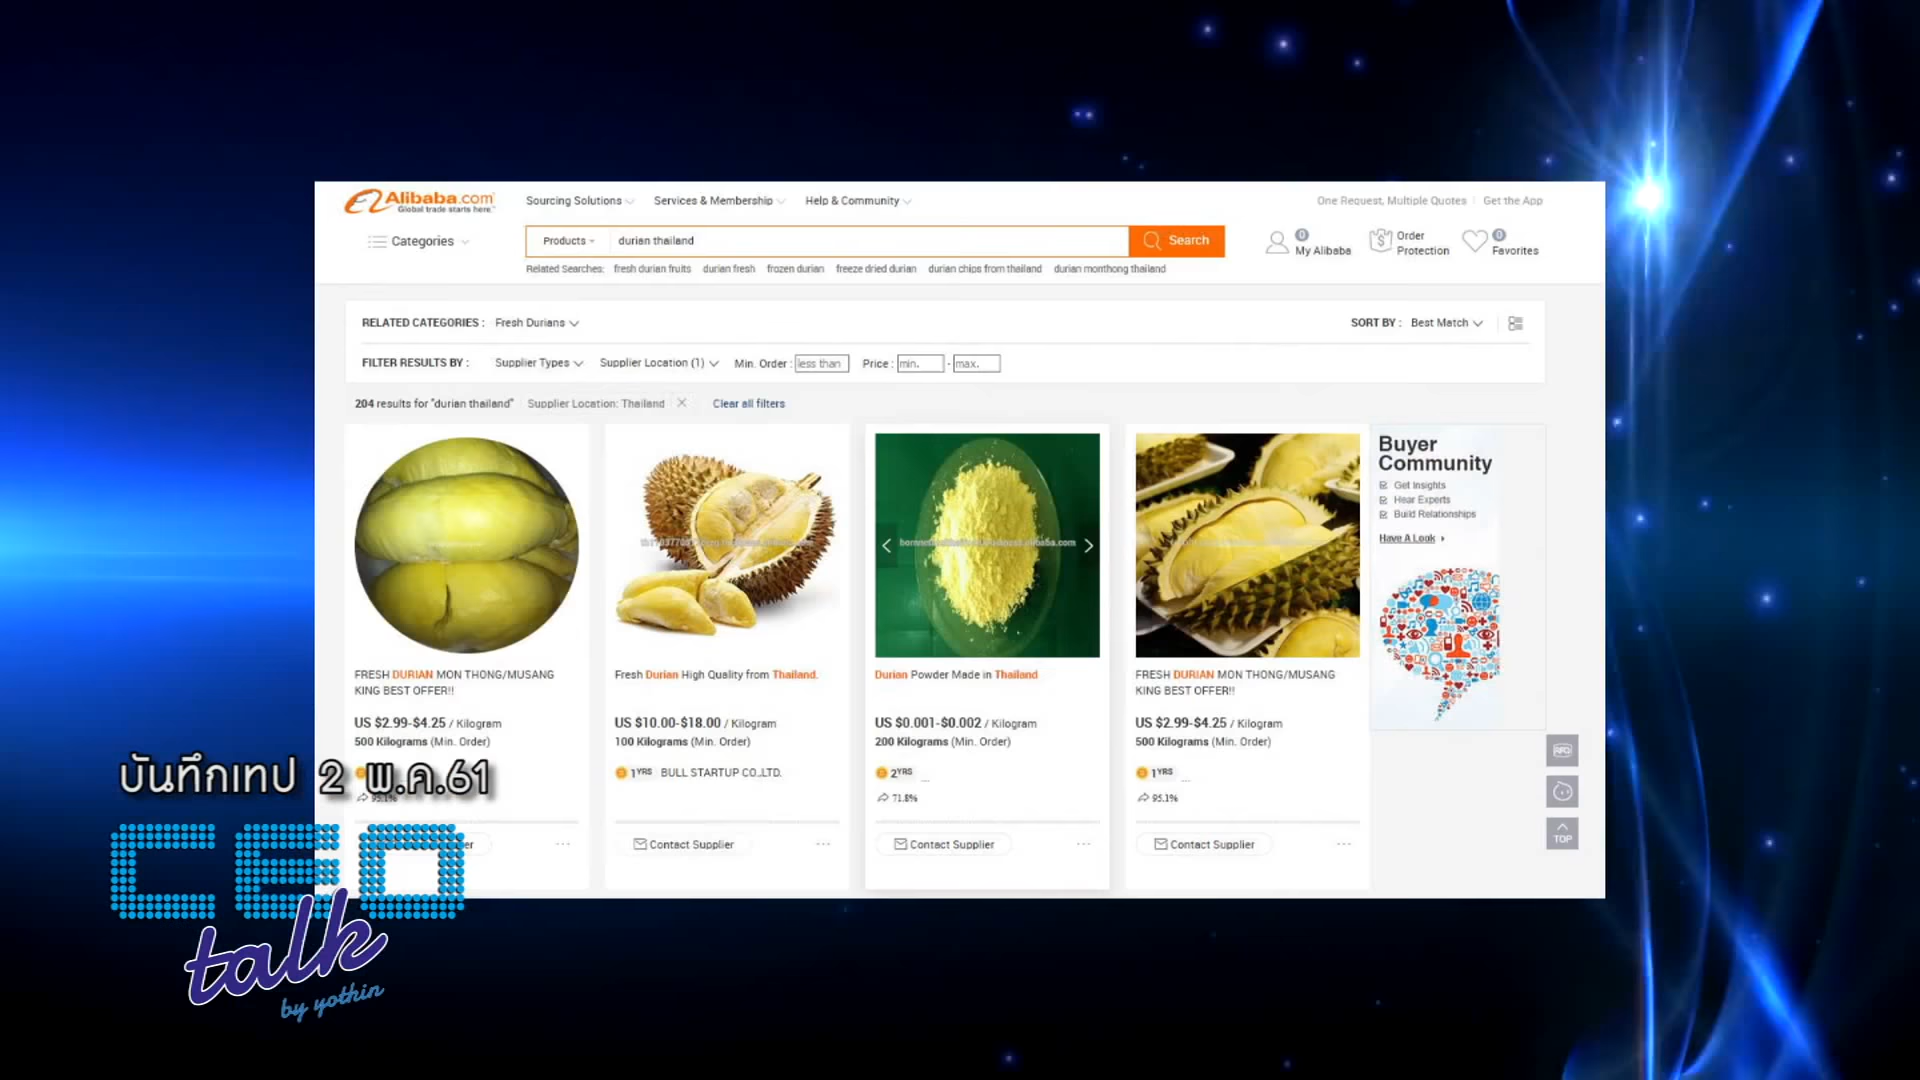 Alibaba.com
Global trade starts here.™
Sourcing Solutions
Services & Membership
Help & Community
One Request, Multiple Quotes
Get the App
Categories
Products
durian thailand
Search
0
My Alibaba
Order
Protection
0
Favorites
Related Searches: fresh durian fruits durian fresh frozen durian freeze dried durian durian chips from thailand durian monthong thailand
RELATED CATEGORIES : Fresh Durians
SORT BY : Best Match
FILTER RESULTS BY : Supplier Types Supplier Location (1) Min. Order : less than Price : min. - max.
204 results for "durian thailand" Supplier Location: Thailand Clear all filters
FRESH DURIAN MON THONG/MUSANG
KING BEST OFFER!!
US $2.99-$4.25 / Kilogram
500 Kilograms (Min. Order)
95.1%
Fresh Durian High Quality from Thailand.
US $10.00-$18.00 / Kilogram
100 Kilograms (Min. Order)
1YRS BULL STARTUP CO.,LTD.
Contact Supplier
Durian Powder Made in Thailand
US $0.001-$0.002 / Kilogram
200 Kilograms (Min. Order)
2YRS ...
71.8%
Contact Supplier
FRESH DURIAN MON THONG/MUSANG
KING BEST OFFER!!
US $2.99-$4.25 / Kilogram
500 Kilograms (Min. Order)
1YRS ...
95.1%
Contact Supplier
Buyer
Community
Get Insights
Hear Experts
Build Relationships
Have A Look
RFQ
TOP
บันทึกเทป 2 พ.ค.61
CEO
talk
by yothin